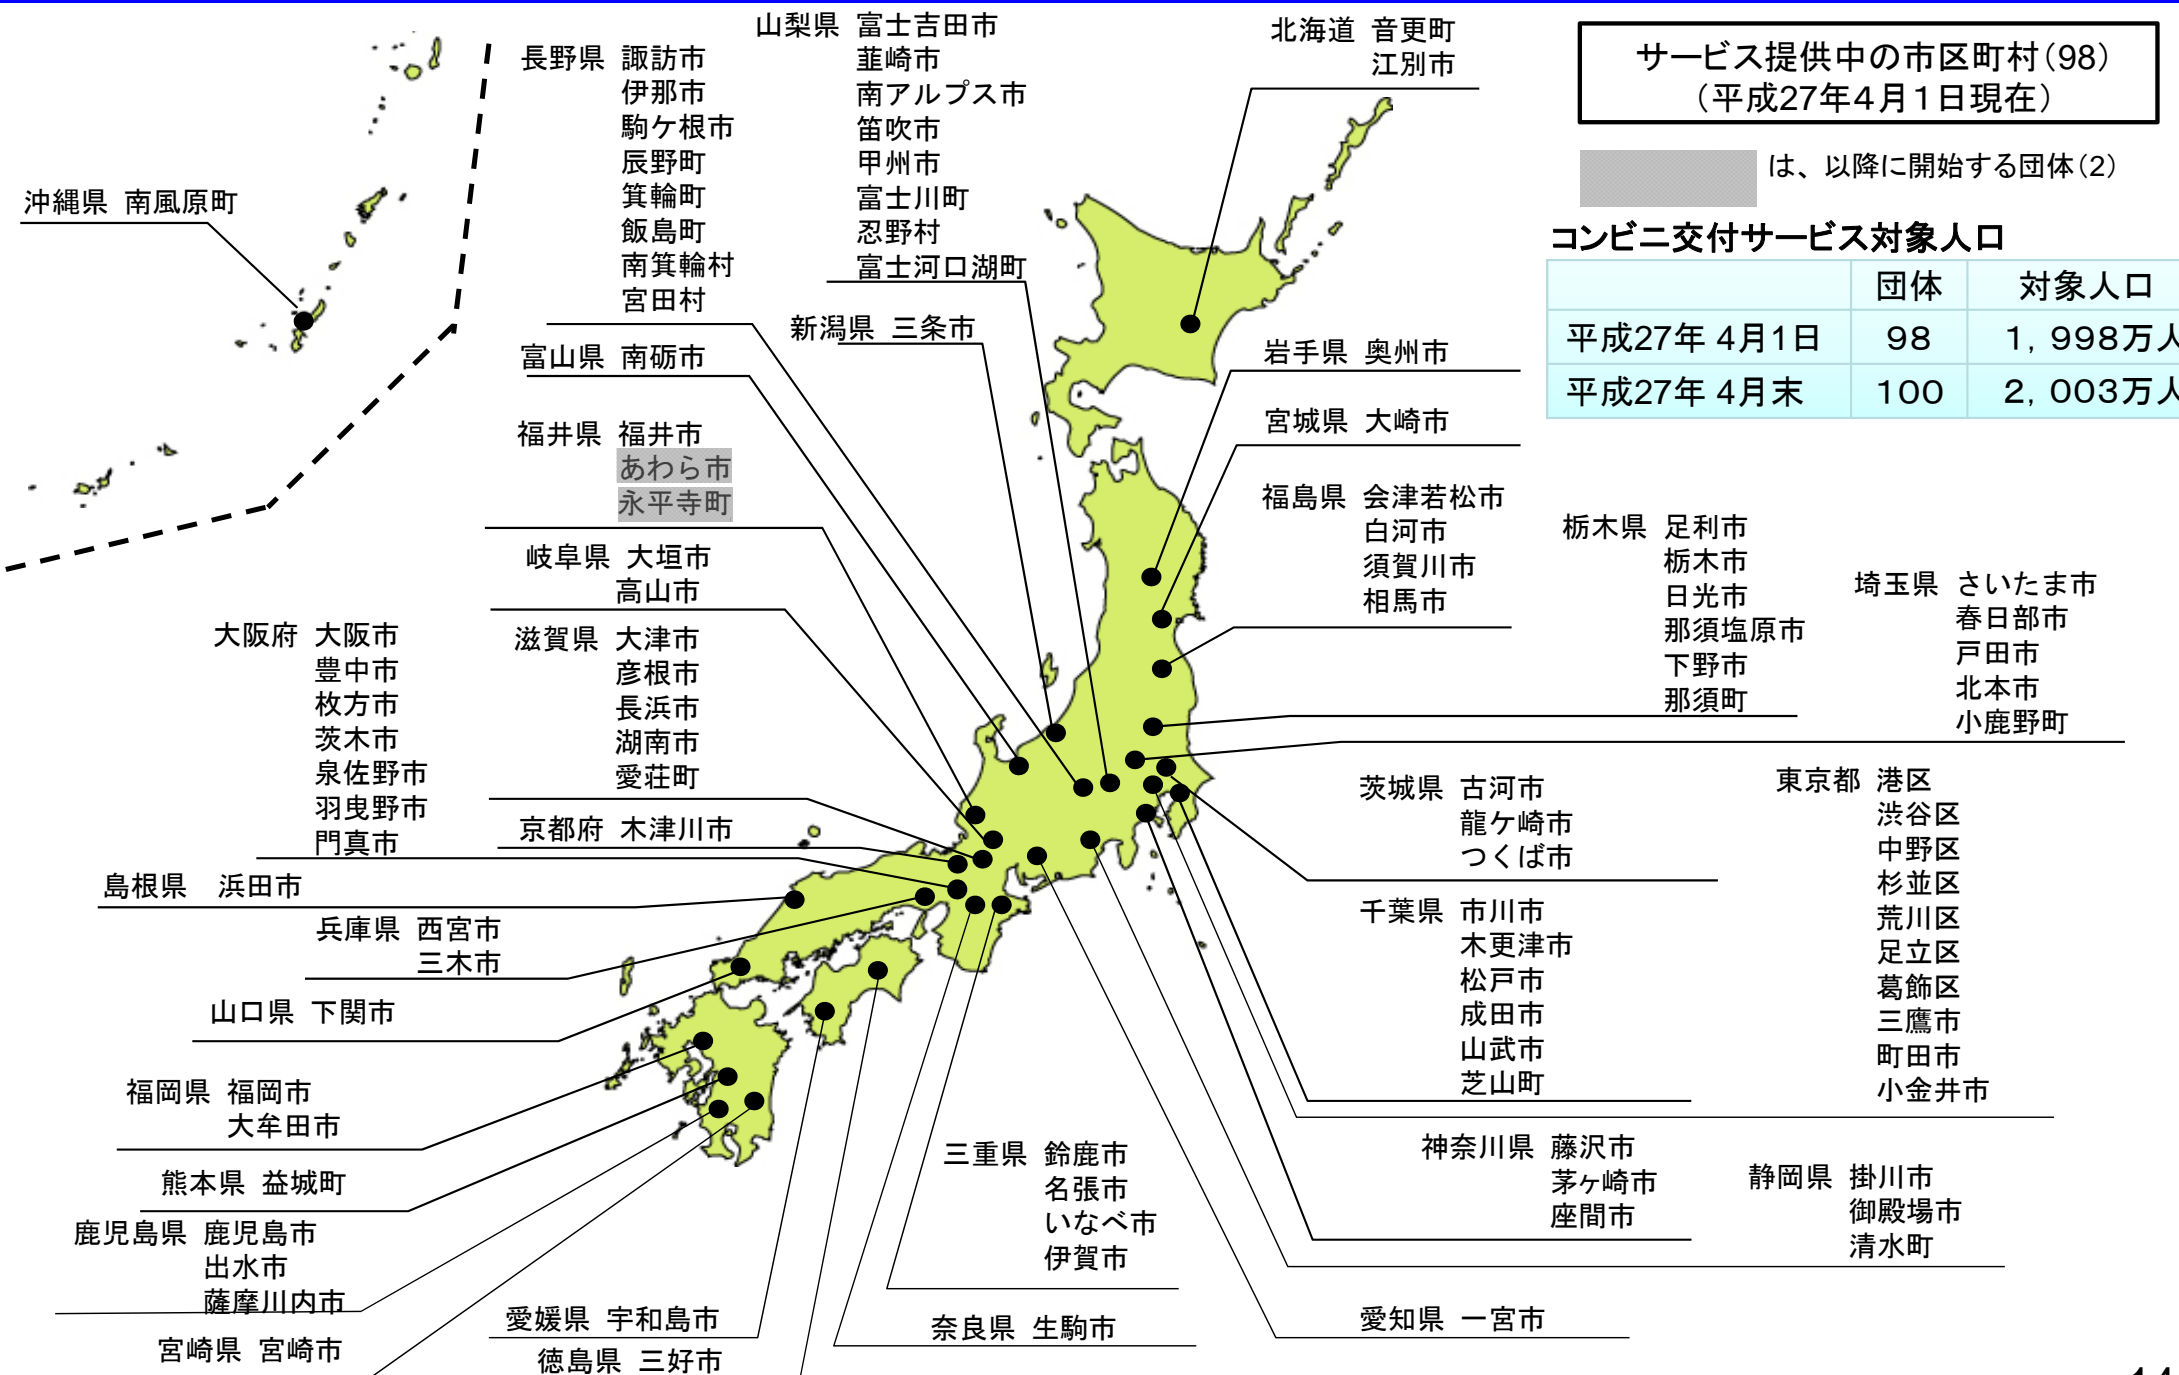 サービス提供中の市区町村（98）
（平成27年4月1日現在）
は、以降に開始する団体（2）
コンビニ交付サービス対象人口
団体 対象人口
平成27年 4月1日 98 1，998万人
平成27年 4月末 100 2，003万人
北海道 音更町
江別市
山梨県 富士吉田市
韮崎市
南アルプス市
笛吹市
甲州市
富士川町
忍野村
富士河口湖町
長野県 諏訪市
伊那市
駒ケ根市
辰野町
箕輪町
飯島町
南箕輪村
宮田村
沖縄県 南風原町
新潟県 三条市
富山県 南砺市
福井県 福井市
あわら市
永平寺町
岐阜県 大垣市
高山市
滋賀県 大津市
彦根市
長浜市
湖南市
愛荘町
京都府 木津川市
大阪府 大阪市
豊中市
枚方市
茨木市
泉佐野市
羽曳野市
門真市
島根県 浜田市
兵庫県 西宮市
三木市
山口県 下関市
福岡県 福岡市
大牟田市
熊本県 益城町
鹿児島県 鹿児島市
出水市
薩摩川内市
宮崎県 宮崎市
愛媛県 宇和島市
徳島県 三好市
岩手県 奥州市
宮城県 大崎市
福島県 会津若松市
白河市
須賀川市
相馬市
栃木県 足利市
栃木市
日光市
那須塩原市
下野市
那須町
埼玉県 さいたま市
春日部市
戸田市
北本市
小鹿野町
茨城県 古河市
龍ケ崎市
つくば市
東京都 港区
渋谷区
中野区
杉並区
荒川区
足立区
葛飾区
三鷹市
町田市
小金井市
千葉県 市川市
木更津市
松戸市
成田市
山武市
芝山町
神奈川県 藤沢市
茅ヶ崎市
座間市
静岡県 掛川市
御殿場市
清水町
三重県 鈴鹿市
名張市
いなべ市
伊賀市
奈良県 生駒市
愛知県 一宮市